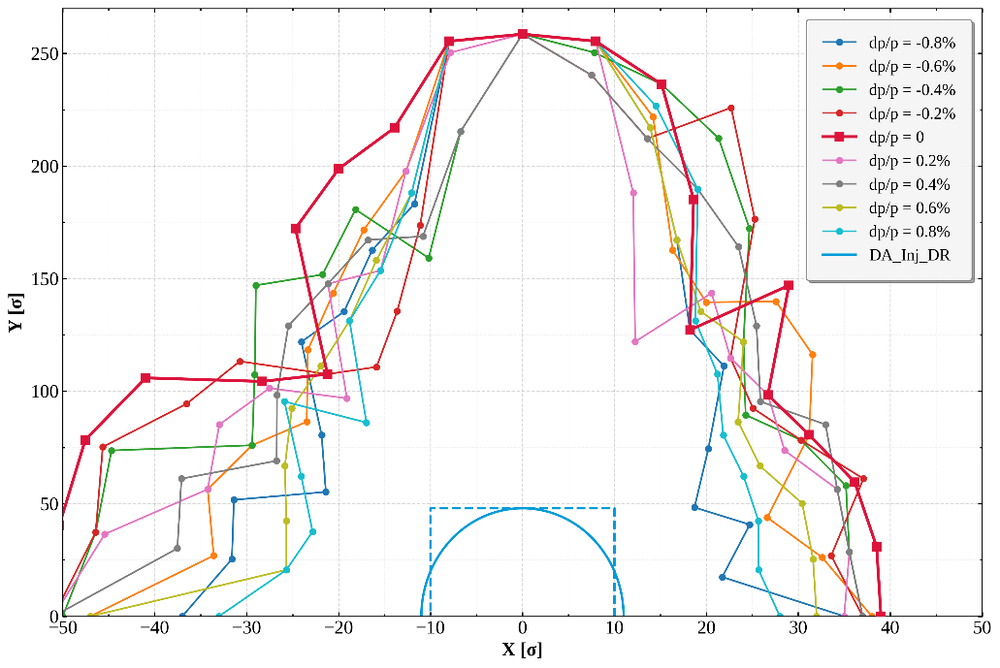 250
200
150
100
50
0
Y [σ]
−50
−40
−30
−20
−10
0
10
20
30
40
50
X [σ]
dp/p = -0.8%
dp/p = -0.6%
dp/p = -0.4%
dp/p = -0.2%
dp/p = 0
dp/p = 0.2%
dp/p = 0.4%
dp/p = 0.6%
dp/p = 0.8%
DA_Inj_DR